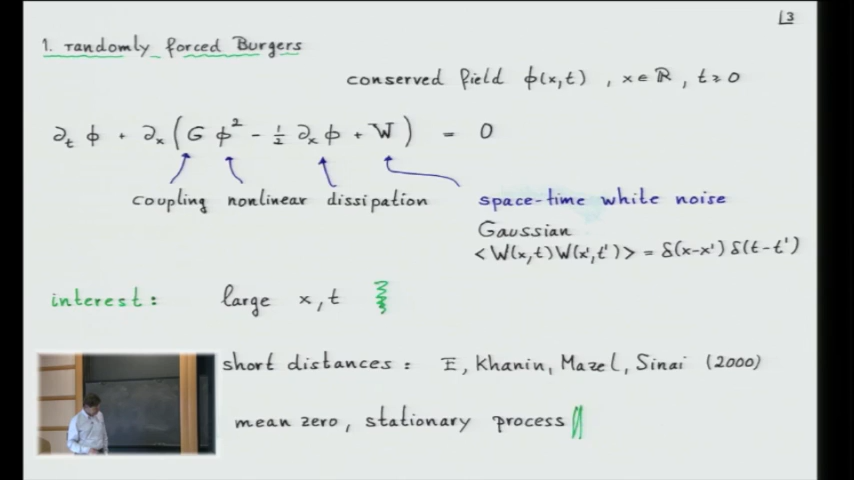 ⌊3
1. randomly forced Burgers
conserved field ϕ(x,t) , x ∈ ℝ , t ≥ 0
∂ₜ ϕ + ∂ₓ ( G ϕ² − ½ ∂ₓ ϕ + W ) = 0
coupling nonlinear dissipation space-time white noise
Gaussian
< W(x,t) W(x',t') > = δ(x-x') δ(t-t')
interest: large x, t
short distances : E, Khanin, Mazel, Sinai (2000)
mean zero, stationary process